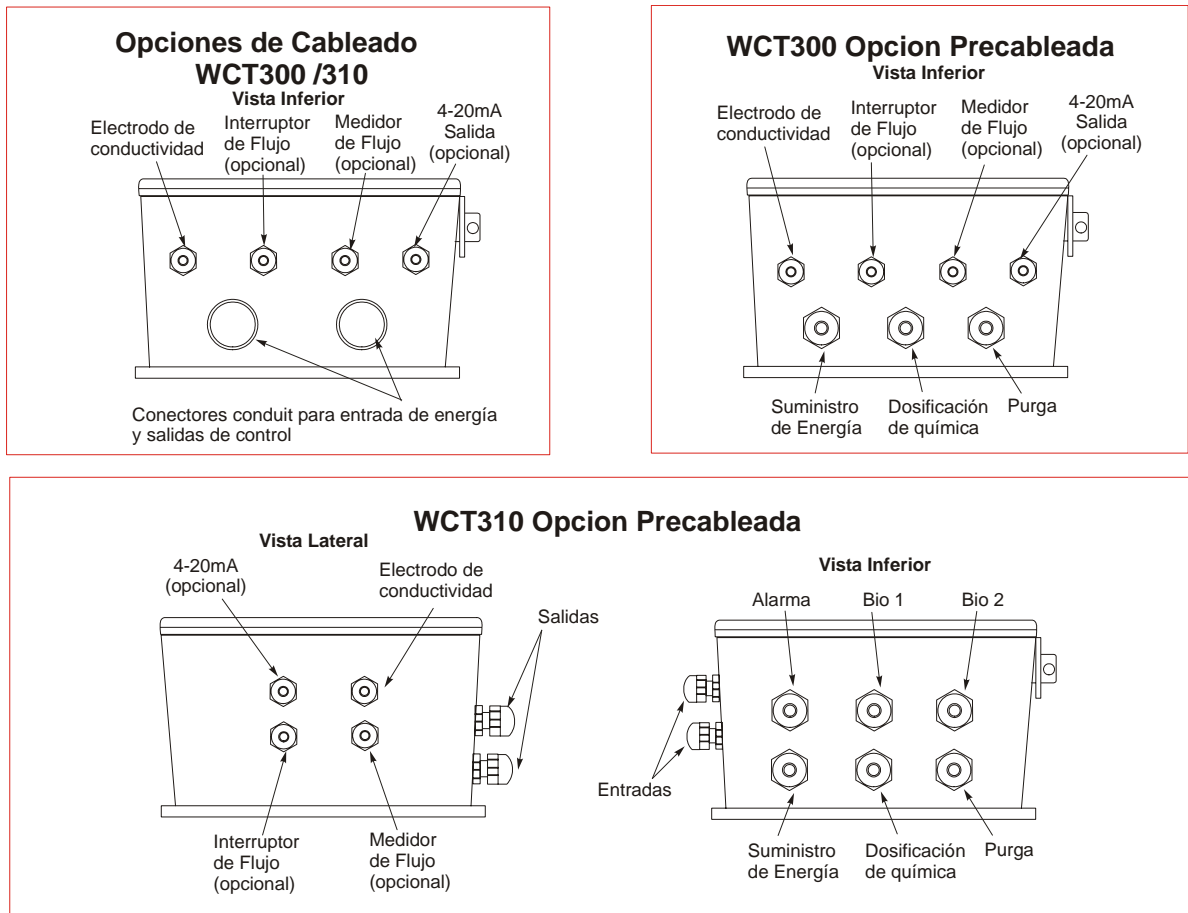 Opciones de Cableado
WCT300 /310
Vista Inferior
Electrodo de
conductividad
Interruptor
de Flujo
(opcional)
Medidor
de Flujo
(opcional)
4-20mA
Salida
(opcional)
Conectores conduit para entrada de energía
y salidas de control
WCT300 Opcion Precableada
Vista Inferior
Electrodo de
conductividad
Interruptor
de Flujo
(opcional)
Medidor
de Flujo
(opcional)
4-20mA
Salida
(opcional)
Suministro
de Energía
Dosificación
de química
Purga
WCT310 Opcion Precableada
Vista Lateral
4-20mA
(opcional)
Electrodo de
conductividad
Salidas
Interruptor
de Flujo
(opcional)
Medidor
de Flujo
(opcional)
Vista Inferior
Alarma
Bio 1
Bio 2
Entradas
Suministro
de Energía
Dosificación
de química
Purga